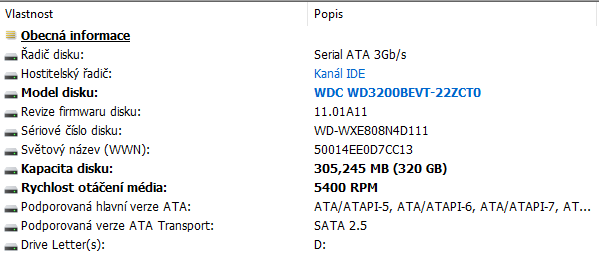 Vlastnost Popis
Obecná informace
Řadič disku: Serial ATA 3Gb/s
Hostitelský řadič: Kanál IDE
Model disku: WDC WD3200BEVT-22ZCT0
Revize firmwaru disku: 11.01A11
Sériové číslo disku: WD-WXE808N4D111
Světový název (WWN): 50014EE0D7CC13
Kapacita disku: 305,245 MB (320 GB)
Rychlost otáčení média: 5400 RPM
Podporovaná hlavní verze ATA: ATA/ATAPI-5, ATA/ATAPI-6, ATA/ATAPI-7, AT...
Podporovaná verze ATA Transport: SATA 2.5
Drive Letter(s): D: